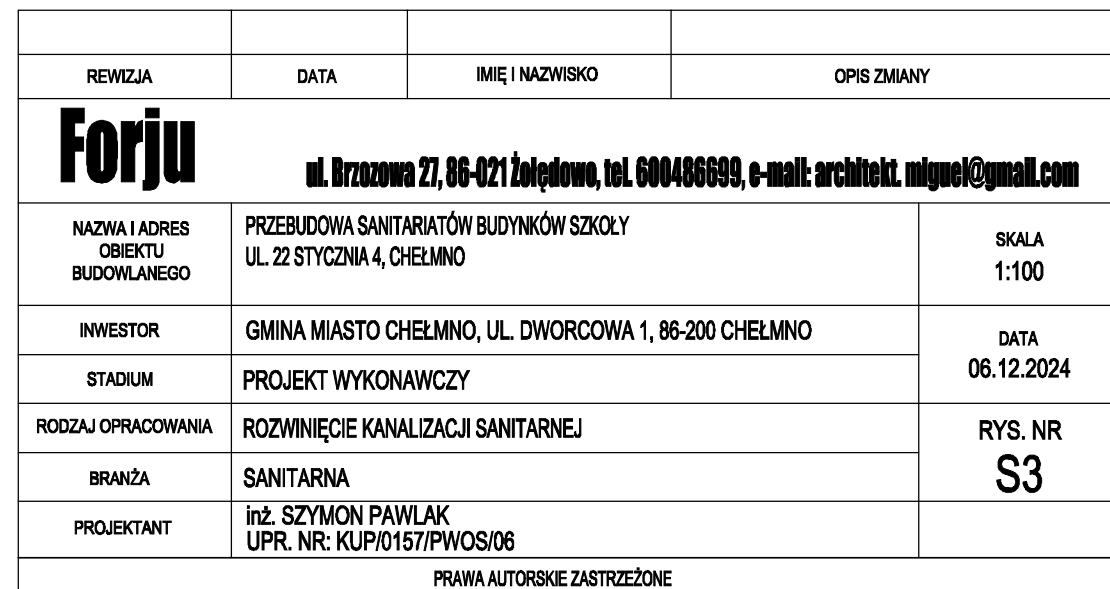 REWIZJA DATA IMIĘ I NAZWISKO OPIS ZMIANY
Forju
ul. Brzozowa 27, 86-021 Żołędowo, tel. 600486699, e-mail: architekt. miguel@gmail.com
NAZWA I ADRES
OBIEKTU
BUDOWLANEGO
PRZEBUDOWA SANITARIATÓW BUDYNKÓW SZKOŁY
UL. 22 STYCZNIA 4, CHEŁMNO
SKALA
1:100
INWESTOR
GMINA MIASTO CHEŁMNO, UL. DWORCOWA 1, 86-200 CHEŁMNO
DATA
06.12.2024
STADIUM
PROJEKT WYKONAWCZY
RODZAJ OPRACOWANIA
ROZWINIĘCIE KANALIZACJI SANITARNEJ
RYS. NR
S3
BRANŻA
SANITARNA
PROJEKTANT
inż. SZYMON PAWLAK
UPR. NR: KUP/0157/PWOS/06
PRAWA AUTORSKIE ZASTRZEŻONE